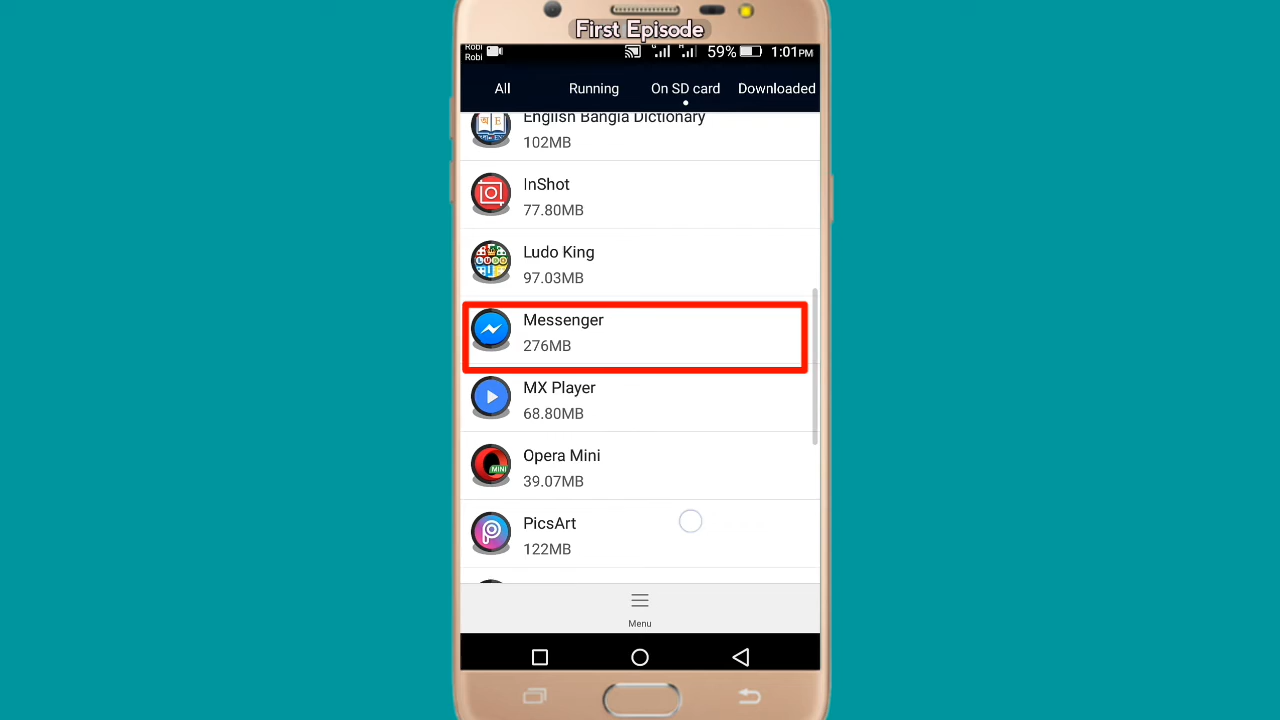 First Episode
Robi
Robi
59% 1:01PM
All Running On SD card Downloaded
English Bangla Dictionary
102MB
InShot
77.80MB
Ludo King
97.03MB
Messenger
276MB
MX Player
68.80MB
Opera Mini
39.07MB
MINI
PicsArt
122MB
Menu